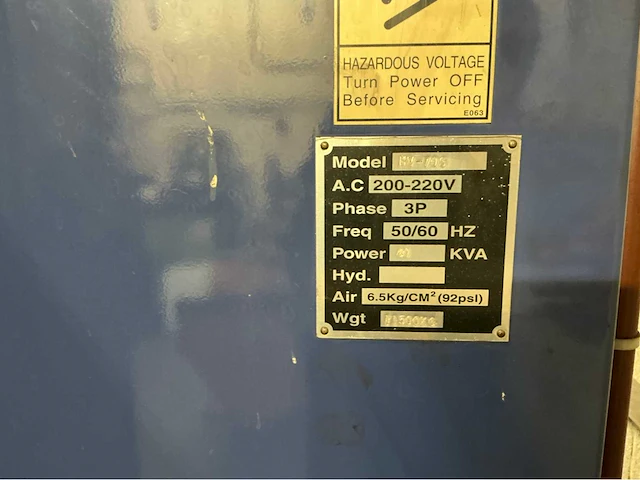 HAZARDOUS VOLTAGE
Turn Power OFF
Before Servicing
E063
Model
A.C 200-220V
Phase 3P
Freq 50/60 HZ
Power KVA
Hyd.
Air 6.5Kg/CM² (92psI)
Wgt